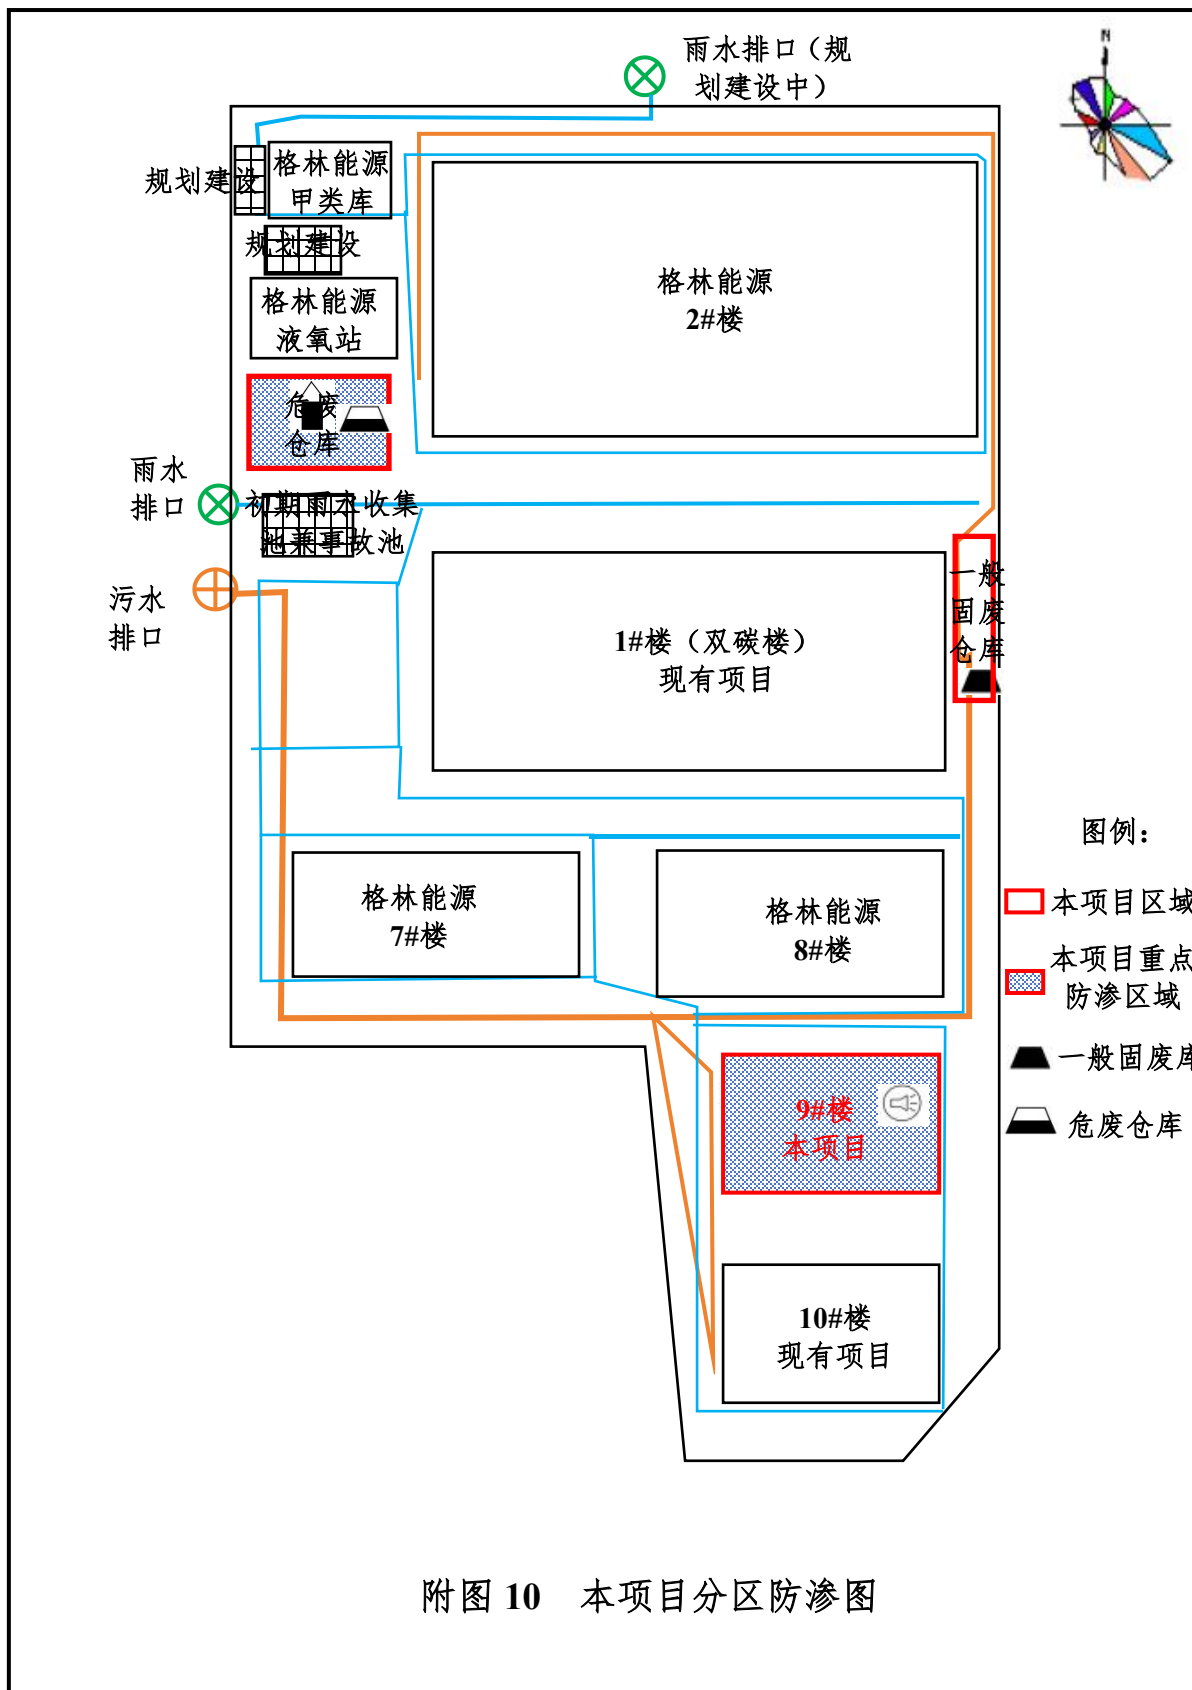 N
雨水排口（规
划建设中）
规划建设
格林能源
甲类库
规划建设
格林能源
液氧站
格林能源
2#楼
危废
仓库
雨水
排口
初期雨水收集
池兼事故池
污水
排口
一般
固废
仓库
1#楼（双碳楼）
现有项目
图例：
本项目区域
本项目重点
防渗区域
一般固废库
危废仓库
格林能源
7#楼
格林能源
8#楼
9#楼
本项目
10#楼
现有项目
附图 10 本项目分区防渗图